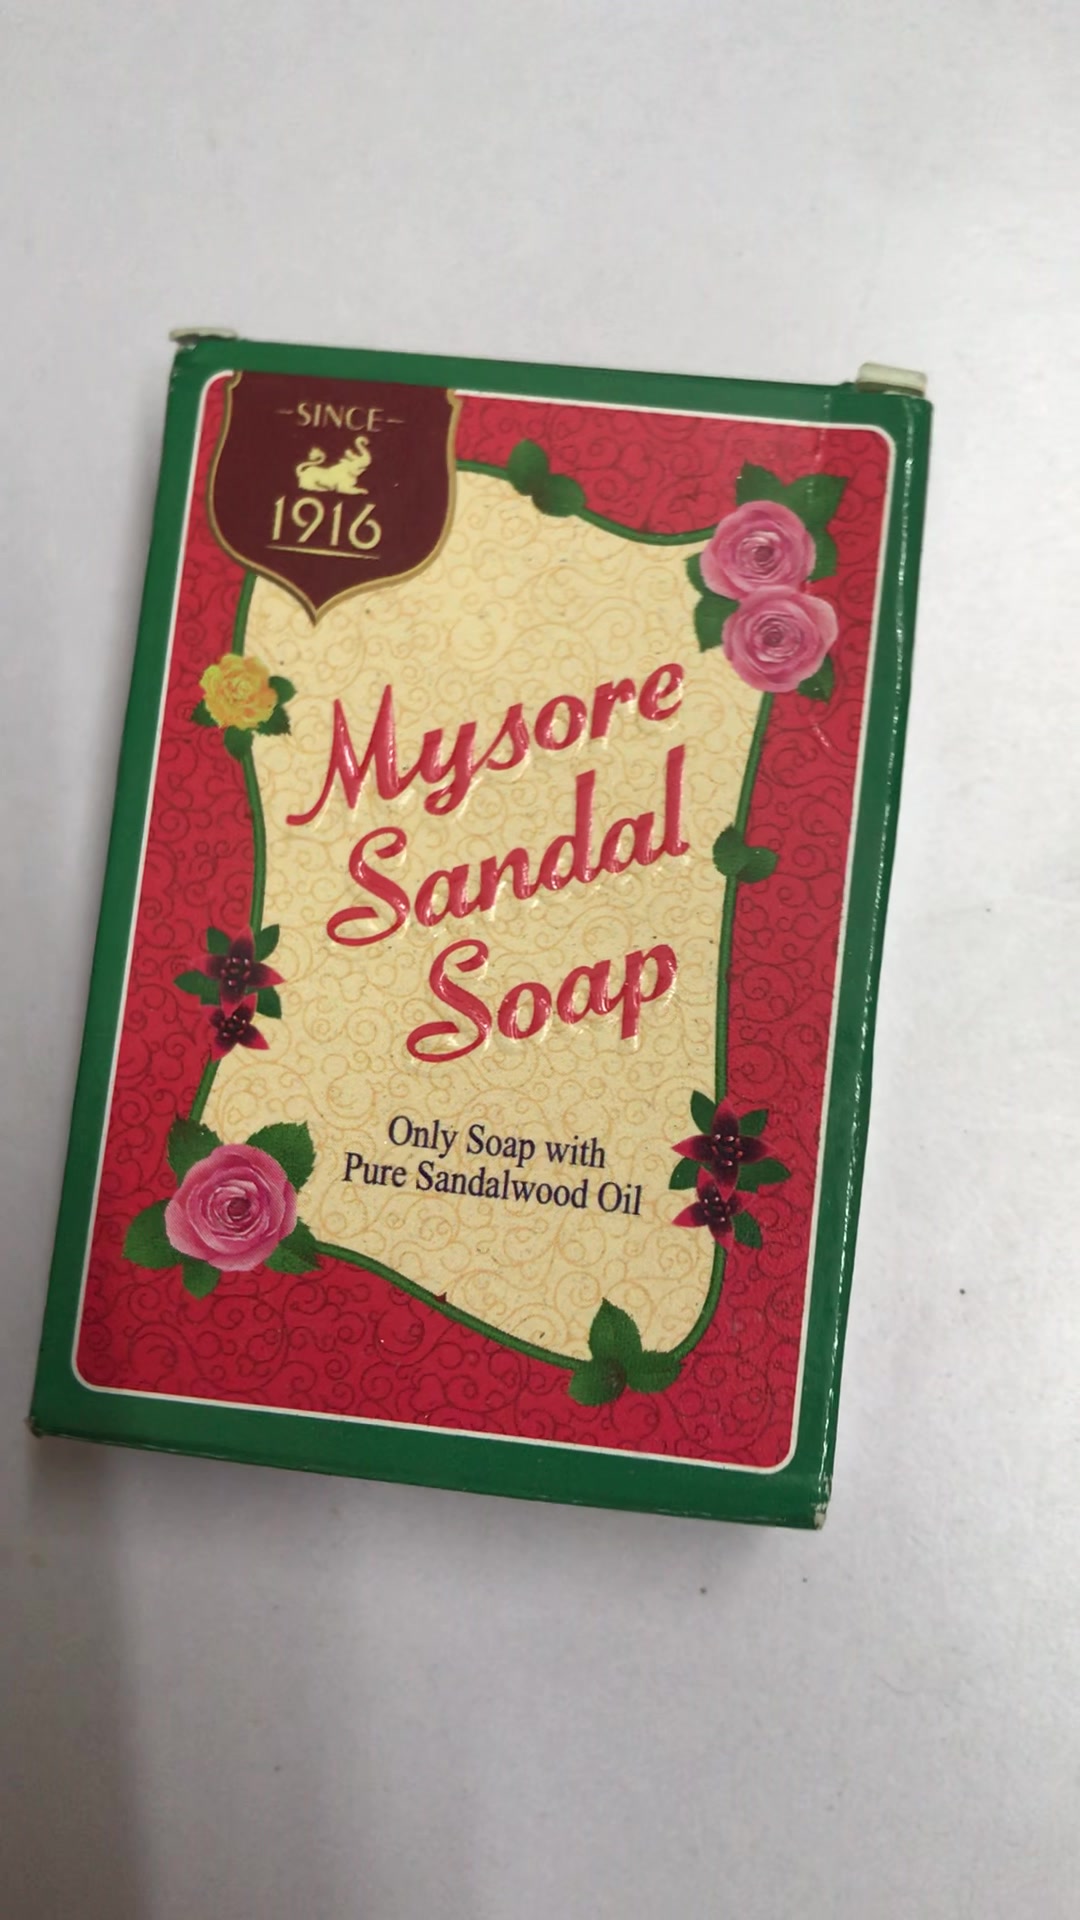 -SINCE-
1916
Mysore
Sandal
Soap
Only Soap with
Pure Sandalwood Oil